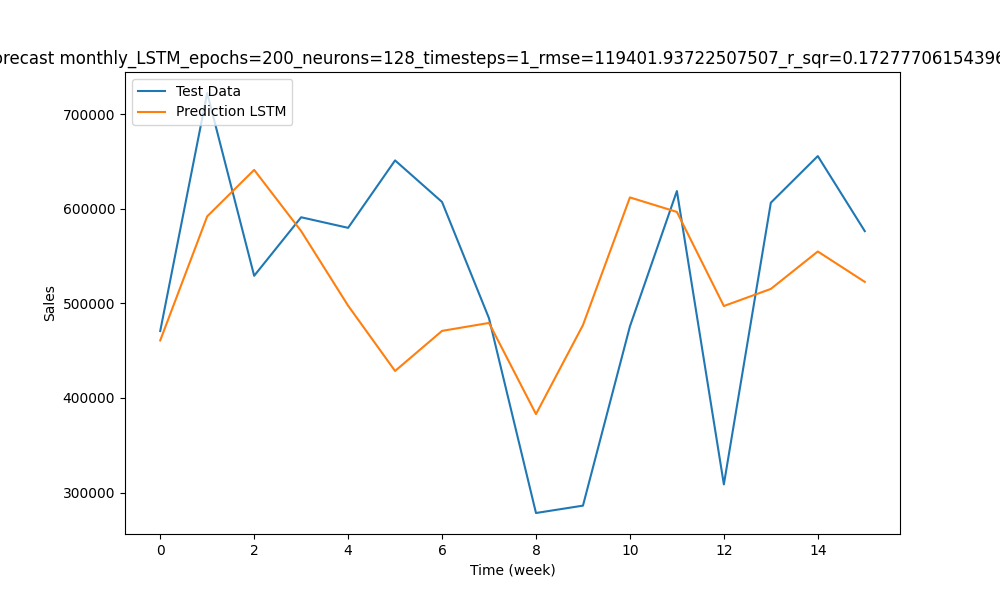 orecast monthly_LSTM_epochs=200_neurons=128_timesteps=1_rmse=119401.93722507507_r_sqr=0.17277706154396
Test Data
Prediction LSTM
700000
600000
500000
400000
300000
Sales
0 2 4 6 8 10 12 14
Time (week)